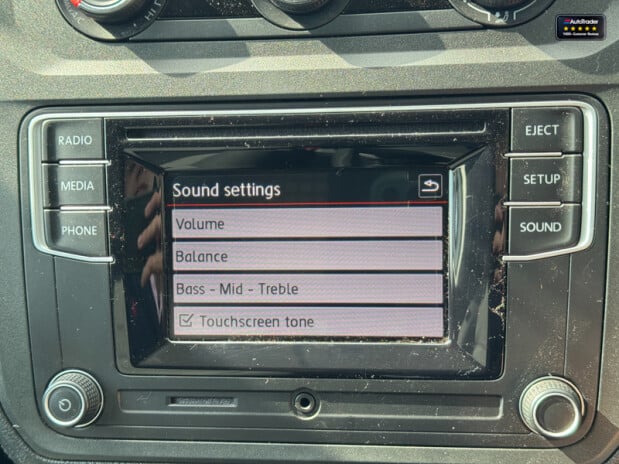 AutoTrader
RADIO
MEDIA
PHONE
EJECT
SETUP
SOUND
Sound settings
Volume
Balance
Bass - Mid - Treble
Touchscreen tone